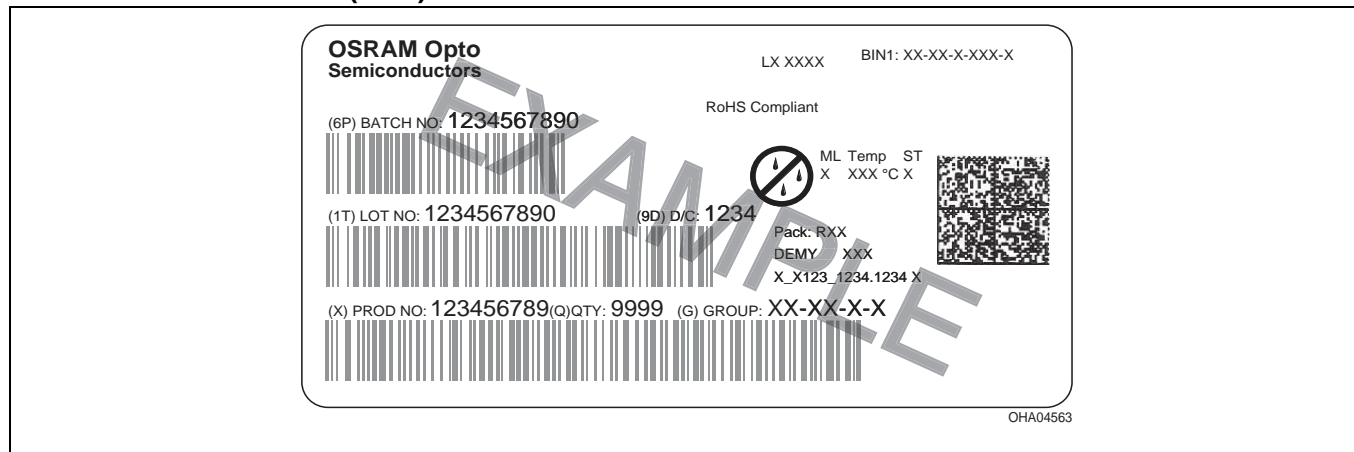 OSRAM Opto
Semiconductors
LX XXXX
BIN1: XX-XX-X-XXX-X
RoHS Compliant
(6P) BATCH NO: 1234567890
ML Temp ST
X XXX °C X
(1T) LOT NO: 1234567890 (9D) D/C: 1234
Pack: RXX
DEMY XXX
X_X123_1234.1234 X
(X) PROD NO: 123456789(Q)QTY: 9999 (G) GROUP: XX-XX-X-X
EXAMPLE
OHA04563